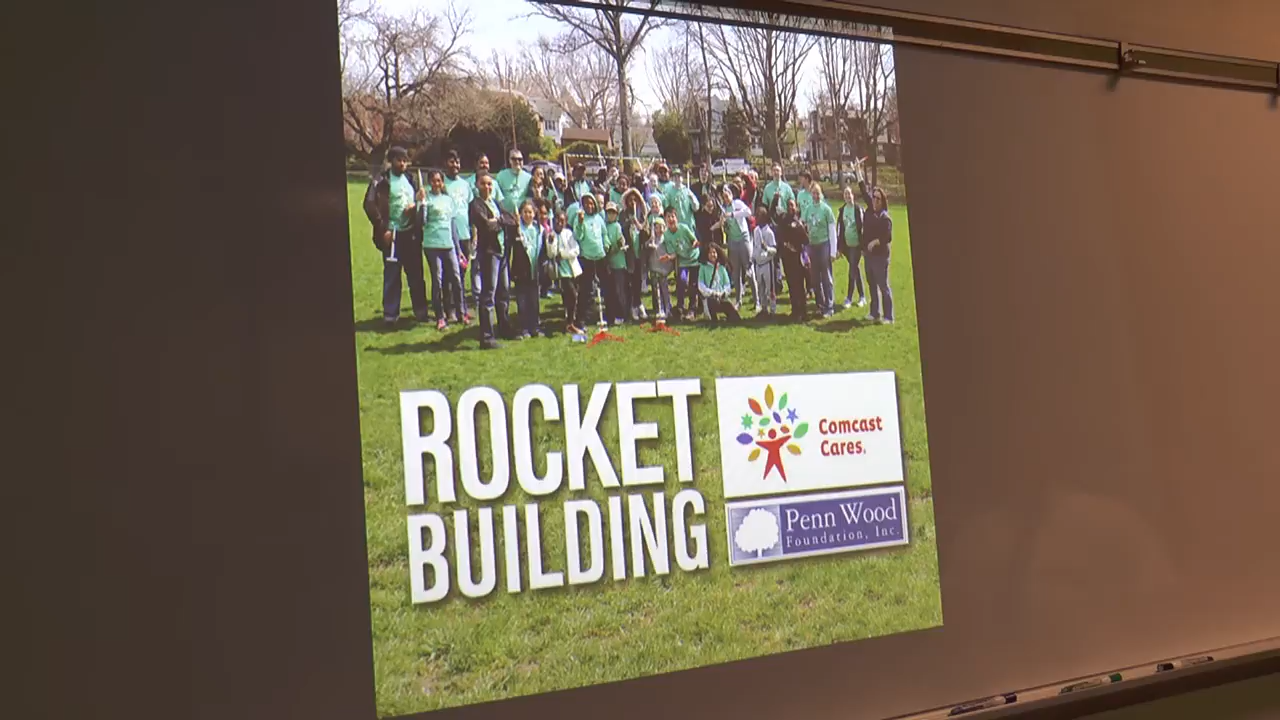 ROCKET
BUILDING
Comcast
Cares.
Penn Wood
Foundation, Inc.